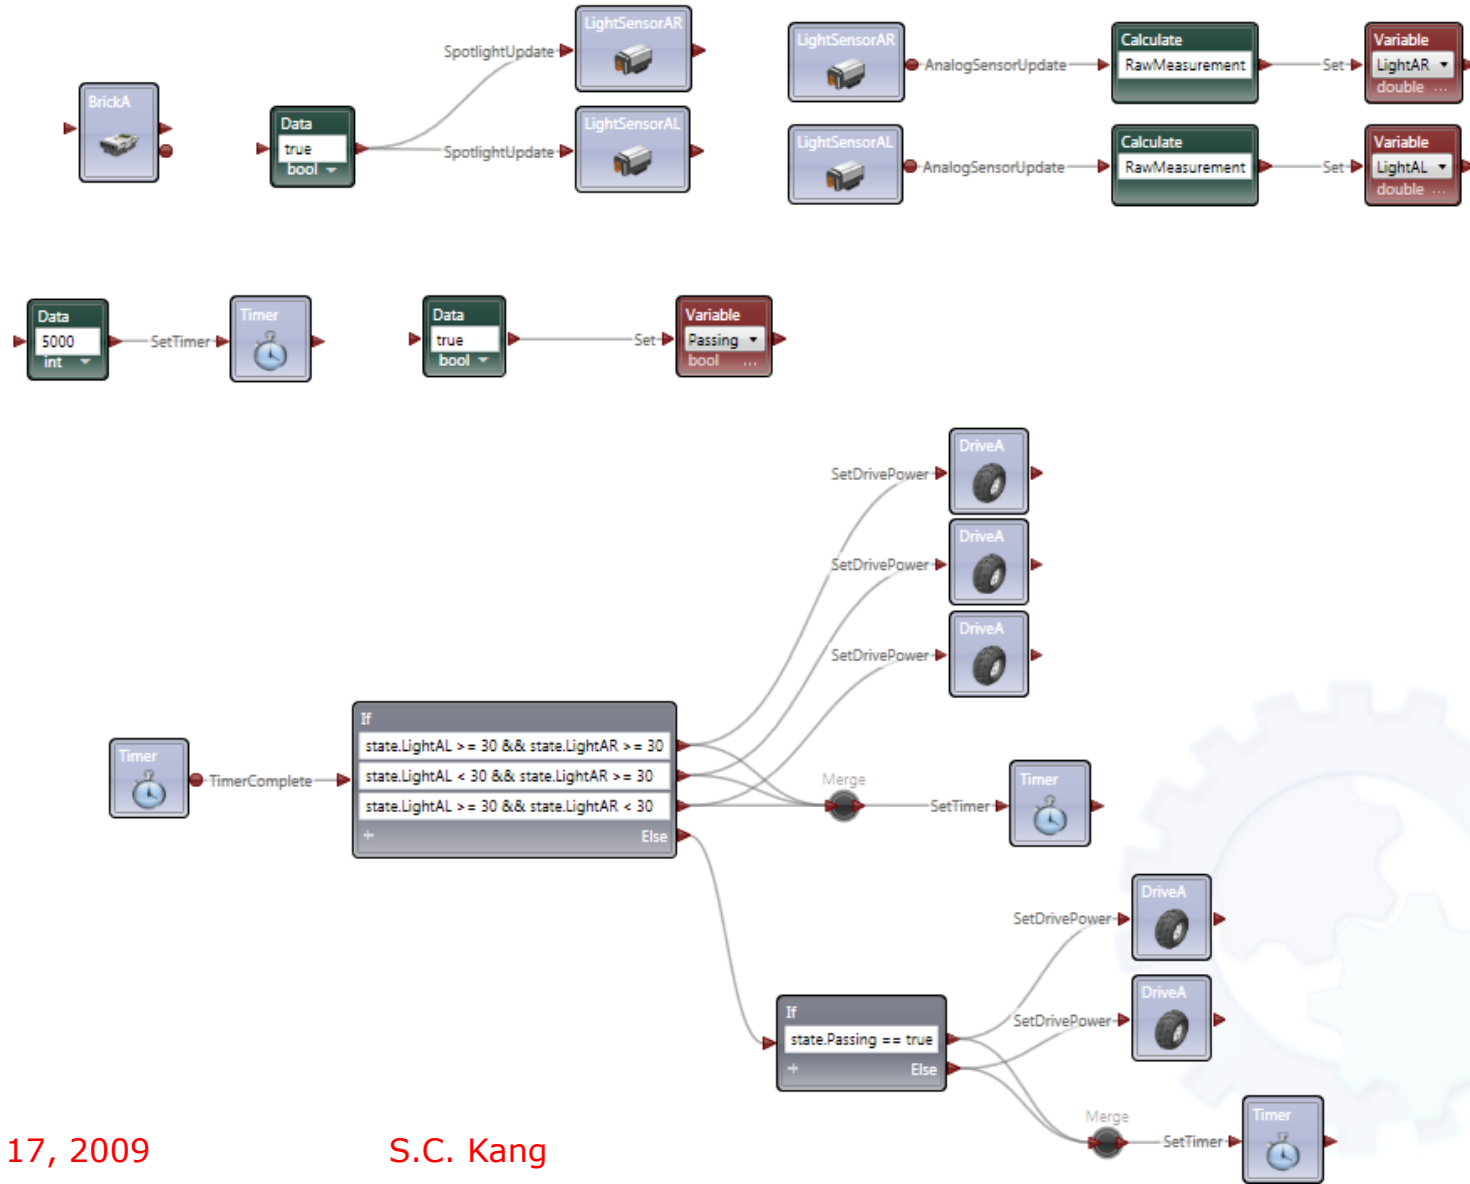 BrickA
Data
true
bool
SpotlightUpdate
LightSensorAR
SpotlightUpdate
LightSensorAL
LightSensorAR
AnalogSensorUpdate
Calculate
RawMeasurement
Set
Variable
LightAR
double ...
LightSensorAL
AnalogSensorUpdate
Calculate
RawMeasurement
Set
Variable
LightAL
double ...
Data
5000
int
SetTimer
Timer
Data
true
bool
Set
Variable
Passing
bool ...
SetDrivePower
DriveA
SetDrivePower
DriveA
SetDrivePower
DriveA
Timer
TimerComplete
If
state.LightAL >= 30 && state.LightAR >= 30
state.LightAL < 30 && state.LightAR >= 30
state.LightAL >= 30 && state.LightAR < 30
+ Else
Merge
SetTimer
Timer
SetDrivePower
DriveA
SetDrivePower
DriveA
If
state.Passing == true
+ Else
Merge
SetTimer
Timer
17, 2009 S.C. Kang